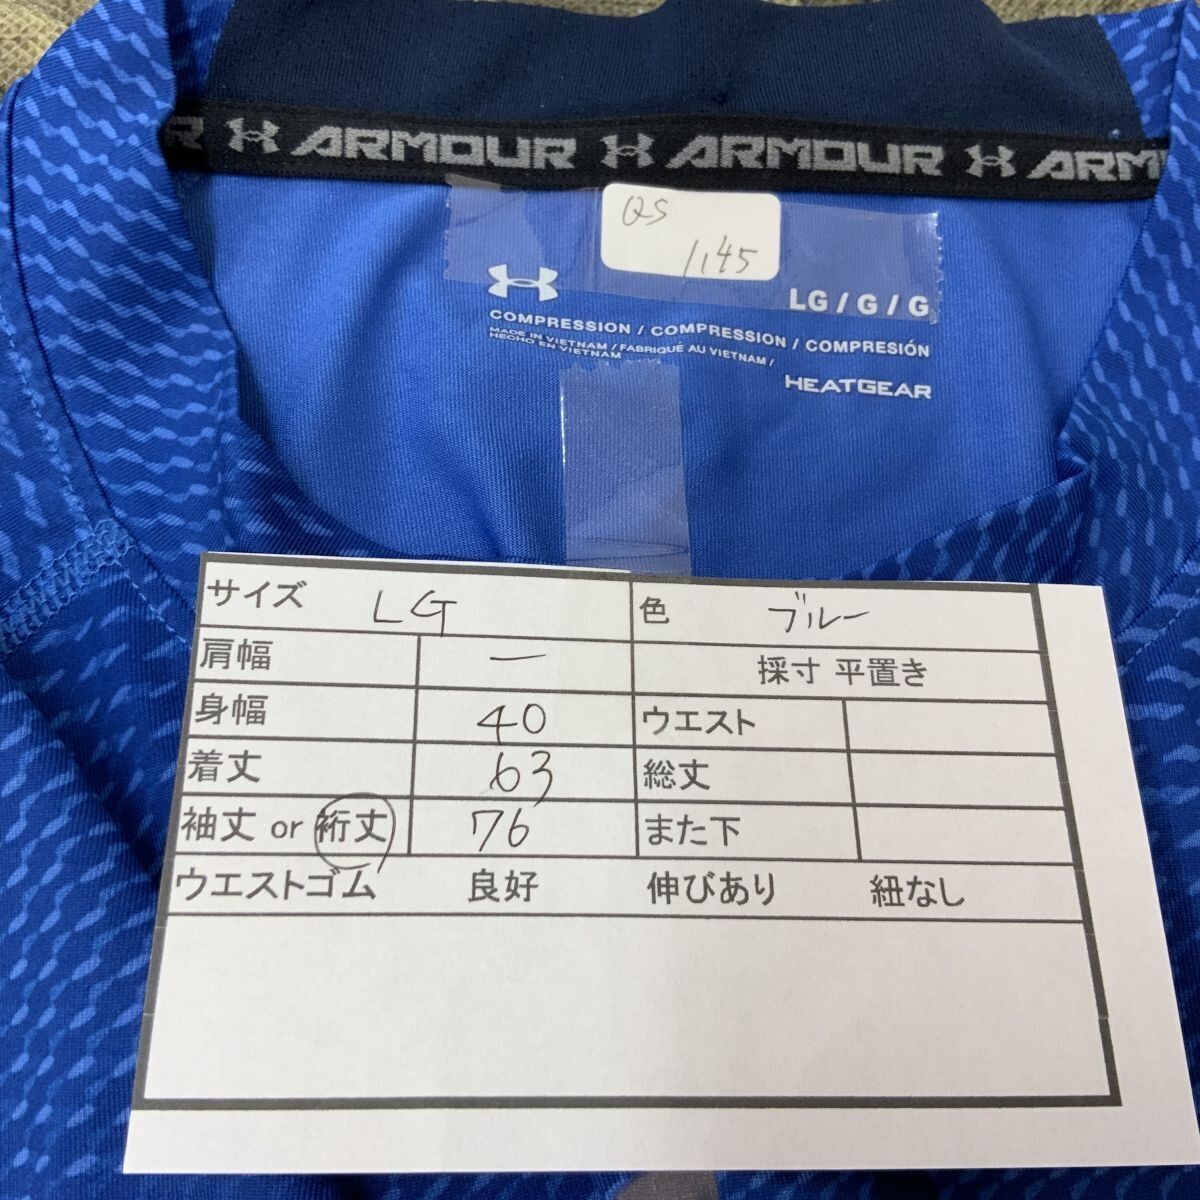 R ARMOUR ARMOUR ARM
QS
1,45
LG / G / G
COMPRESSION / COMPRESSION / COMPRESIÓN
MADE IN VIETNAM / FABRIQUÉ AU VIETNAM /
HECHO EN VIETNAM
HEATGEAR
サイズ LG 色 ブルー
肩幅 ー 採寸 平置き
身幅 40 ウエスト
着丈 63 総丈
袖丈 or 裄丈 76 また下
ウエストゴム 良好 伸びあり 紐なし